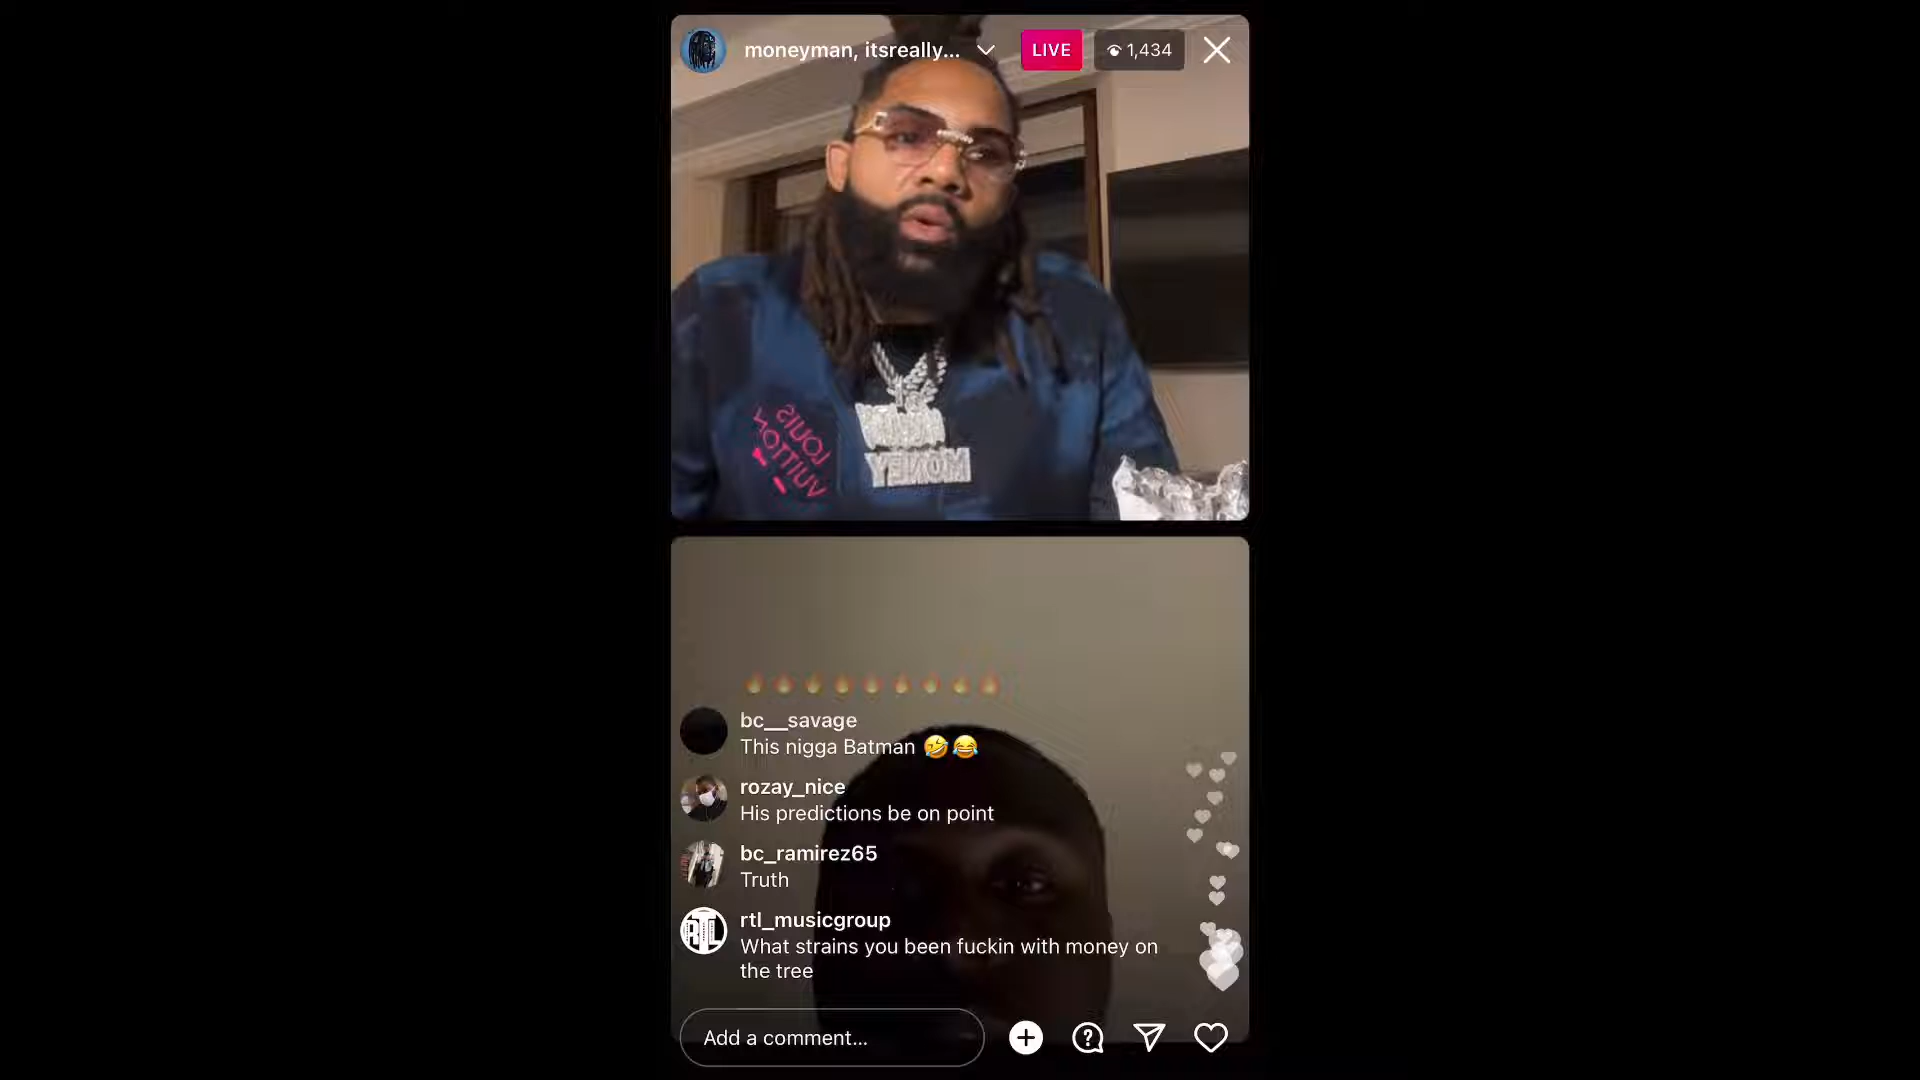 moneyman, itsreally...
LIVE
1,434
LOUIS
VUITTON
MONEY
🔥🔥🔥🔥🔥🔥🔥🔥🔥
bc__savage
This nigga Batman 🤣😂
rozay_nice
His predictions be on point
bc_ramirez65
Truth
RTL
rtl_musicgroup
What strains you been fuckin with money on
the tree
Add a comment...